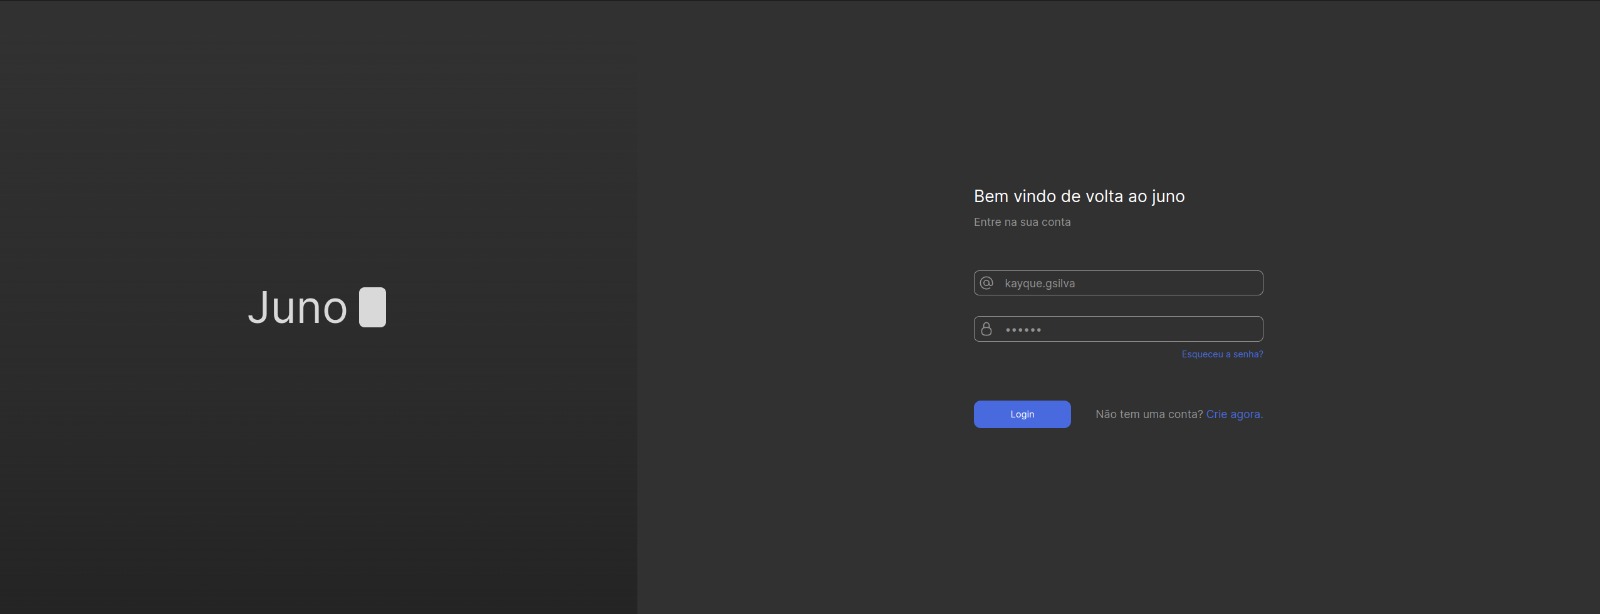 Juno
Bem vindo de volta ao juno
Entre na sua conta
kayque.gsilva
••••••
Esqueceu a senha?
Login
Não tem uma conta? Crie agora.